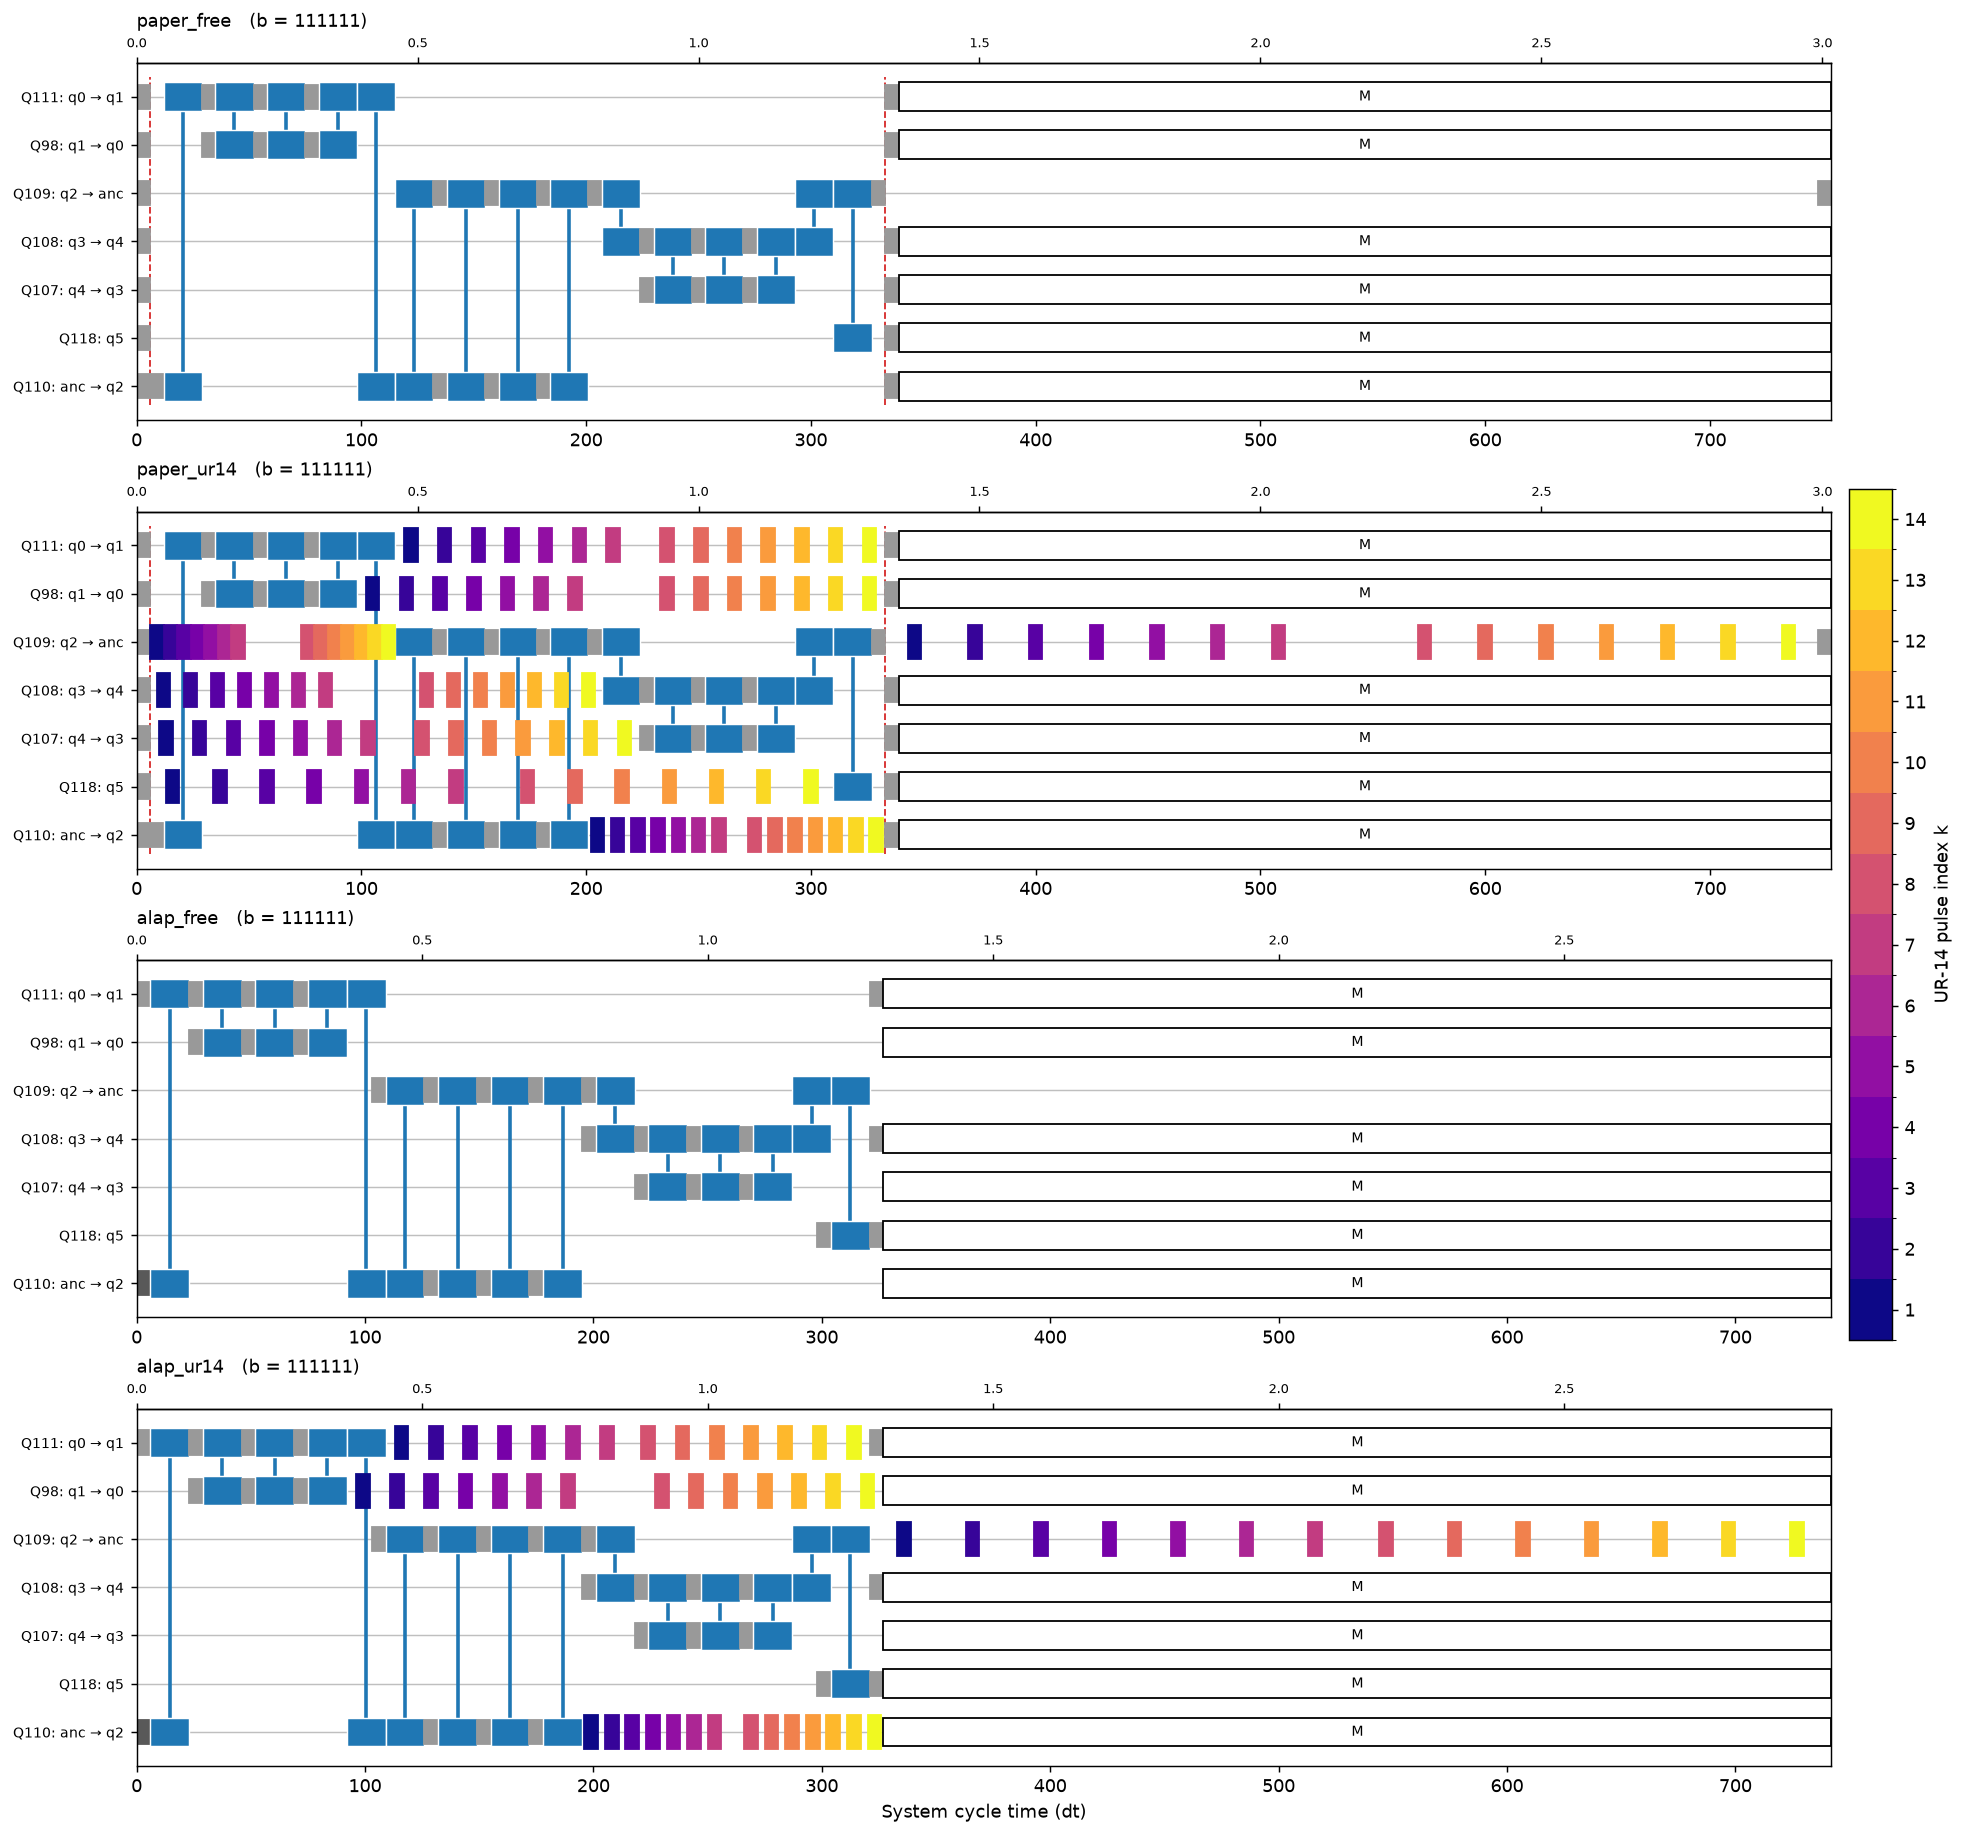 paper_free (b = 111111)
0.0 0.5 1.0 1.5 2.0 2.5 3.0
Q111: q0 → q1 M
Q98: q1 → q0 M
Q109: q2 → anc
Q108: q3 → q4 M
Q107: q4 → q3 M
Q118: q5 M
Q110: anc → q2 M
0 100 200 300 400 500 600 700
paper_ur14 (b = 111111)
0.0 0.5 1.0 1.5 2.0 2.5 3.0
Q111: q0 → q1 M
Q98: q1 → q0 M
Q109: q2 → anc
Q108: q3 → q4 M
Q107: q4 → q3 M
Q118: q5 M
Q110: anc → q2 M
0 100 200 300 400 500 600 700
alap_free (b = 111111)
0.0 0.5 1.0 1.5 2.0 2.5
Q111: q0 → q1 M
Q98: q1 → q0 M
Q109: q2 → anc
Q108: q3 → q4 M
Q107: q4 → q3 M
Q118: q5 M
Q110: anc → q2 M
0 100 200 300 400 500 600 700
alap_ur14 (b = 111111)
0.0 0.5 1.0 1.5 2.0 2.5
Q111: q0 → q1 M
Q98: q1 → q0 M
Q109: q2 → anc
Q108: q3 → q4 M
Q107: q4 → q3 M
Q118: q5 M
Q110: anc → q2 M
0 100 200 300 400 500 600 700
System cycle time (dt)
14
13
12
11
10
9
8
7
6
5
4
3
2
1
UR-14 pulse index k